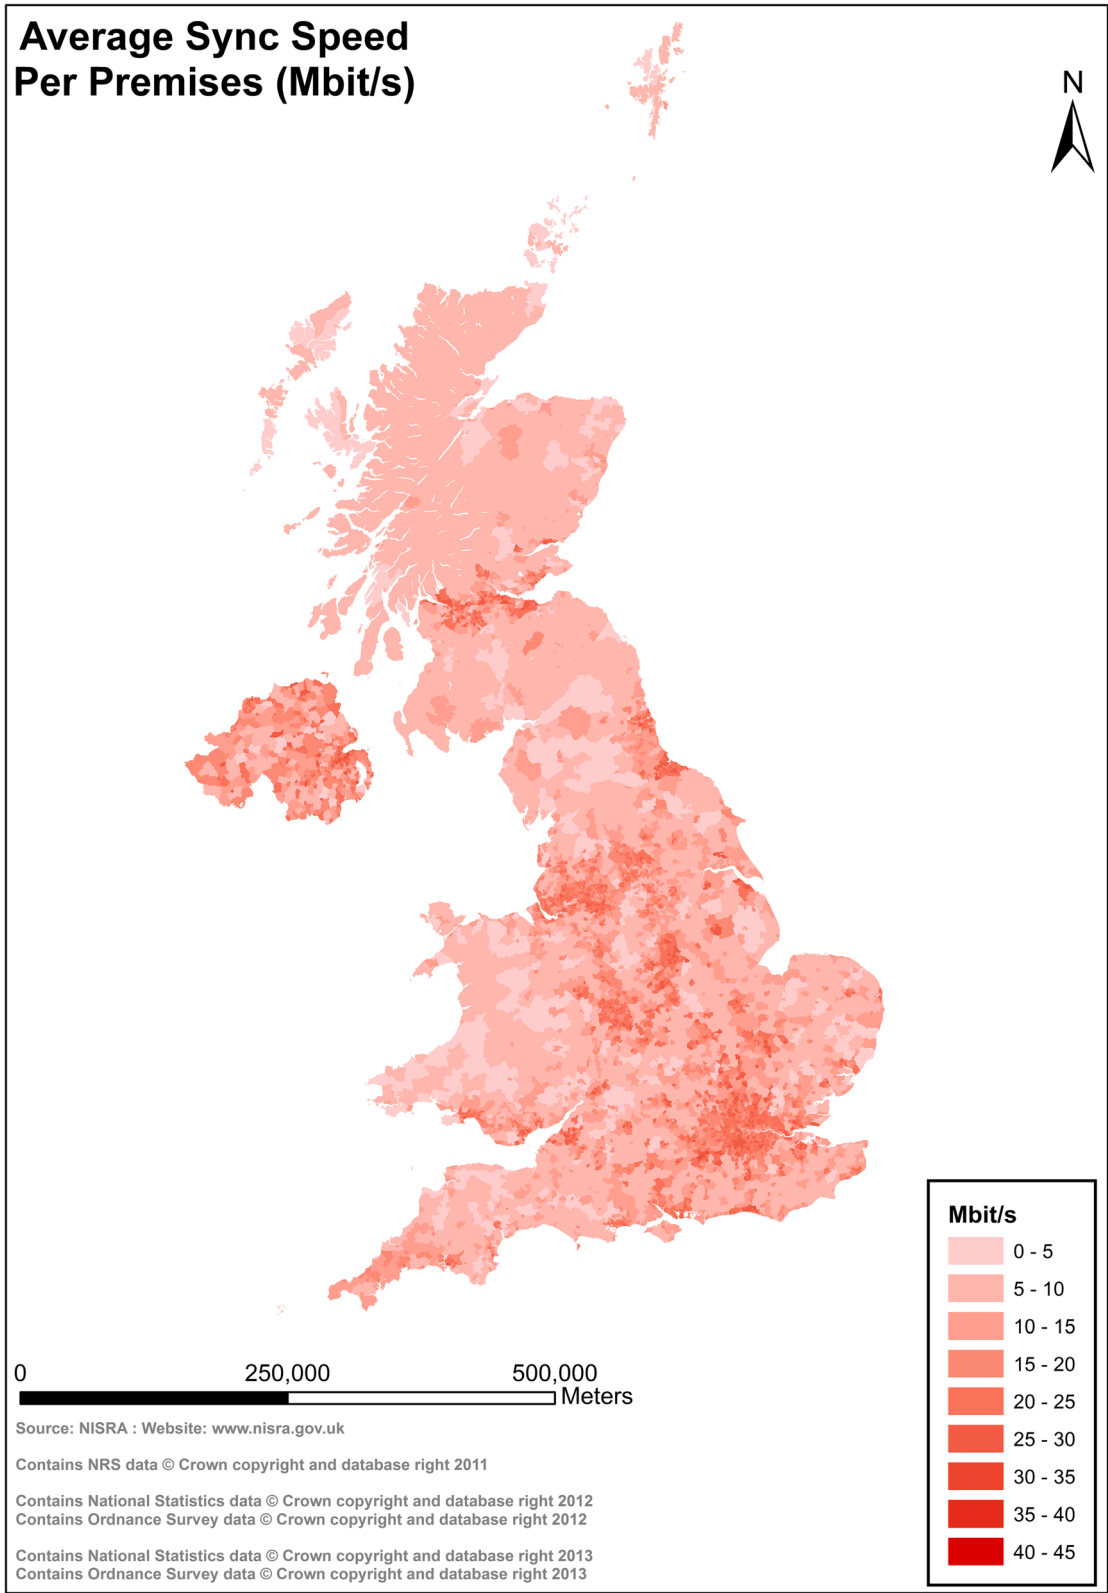 Average Sync Speed
Per Premises (Mbit/s)
N
Mbit/s
0 - 5
5 - 10
10 - 15
15 - 20
20 - 25
25 - 30
30 - 35
35 - 40
40 - 45
0 250,000 500,000
Meters
Source: NISRA : Website: www.nisra.gov.uk
Contains NRS data © Crown copyright and database right 2011
Contains National Statistics data © Crown copyright and database right 2012
Contains Ordnance Survey data © Crown copyright and database right 2012
Contains National Statistics data © Crown copyright and database right 2013
Contains Ordnance Survey data © Crown copyright and database right 2013